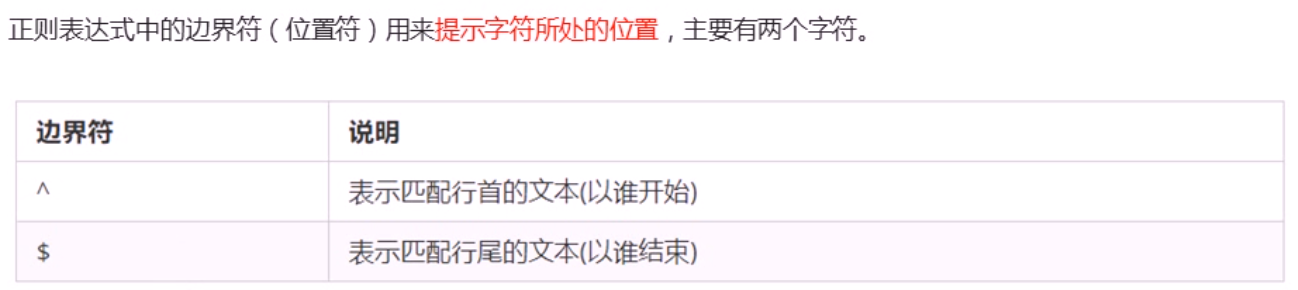 正则表达式中的边界符（位置符）用来提示字符所处的位置，主要有两个字符。
边界符 说明
^ 表示匹配行首的文本(以谁开始)
$ 表示匹配行尾的文本(以谁结束)